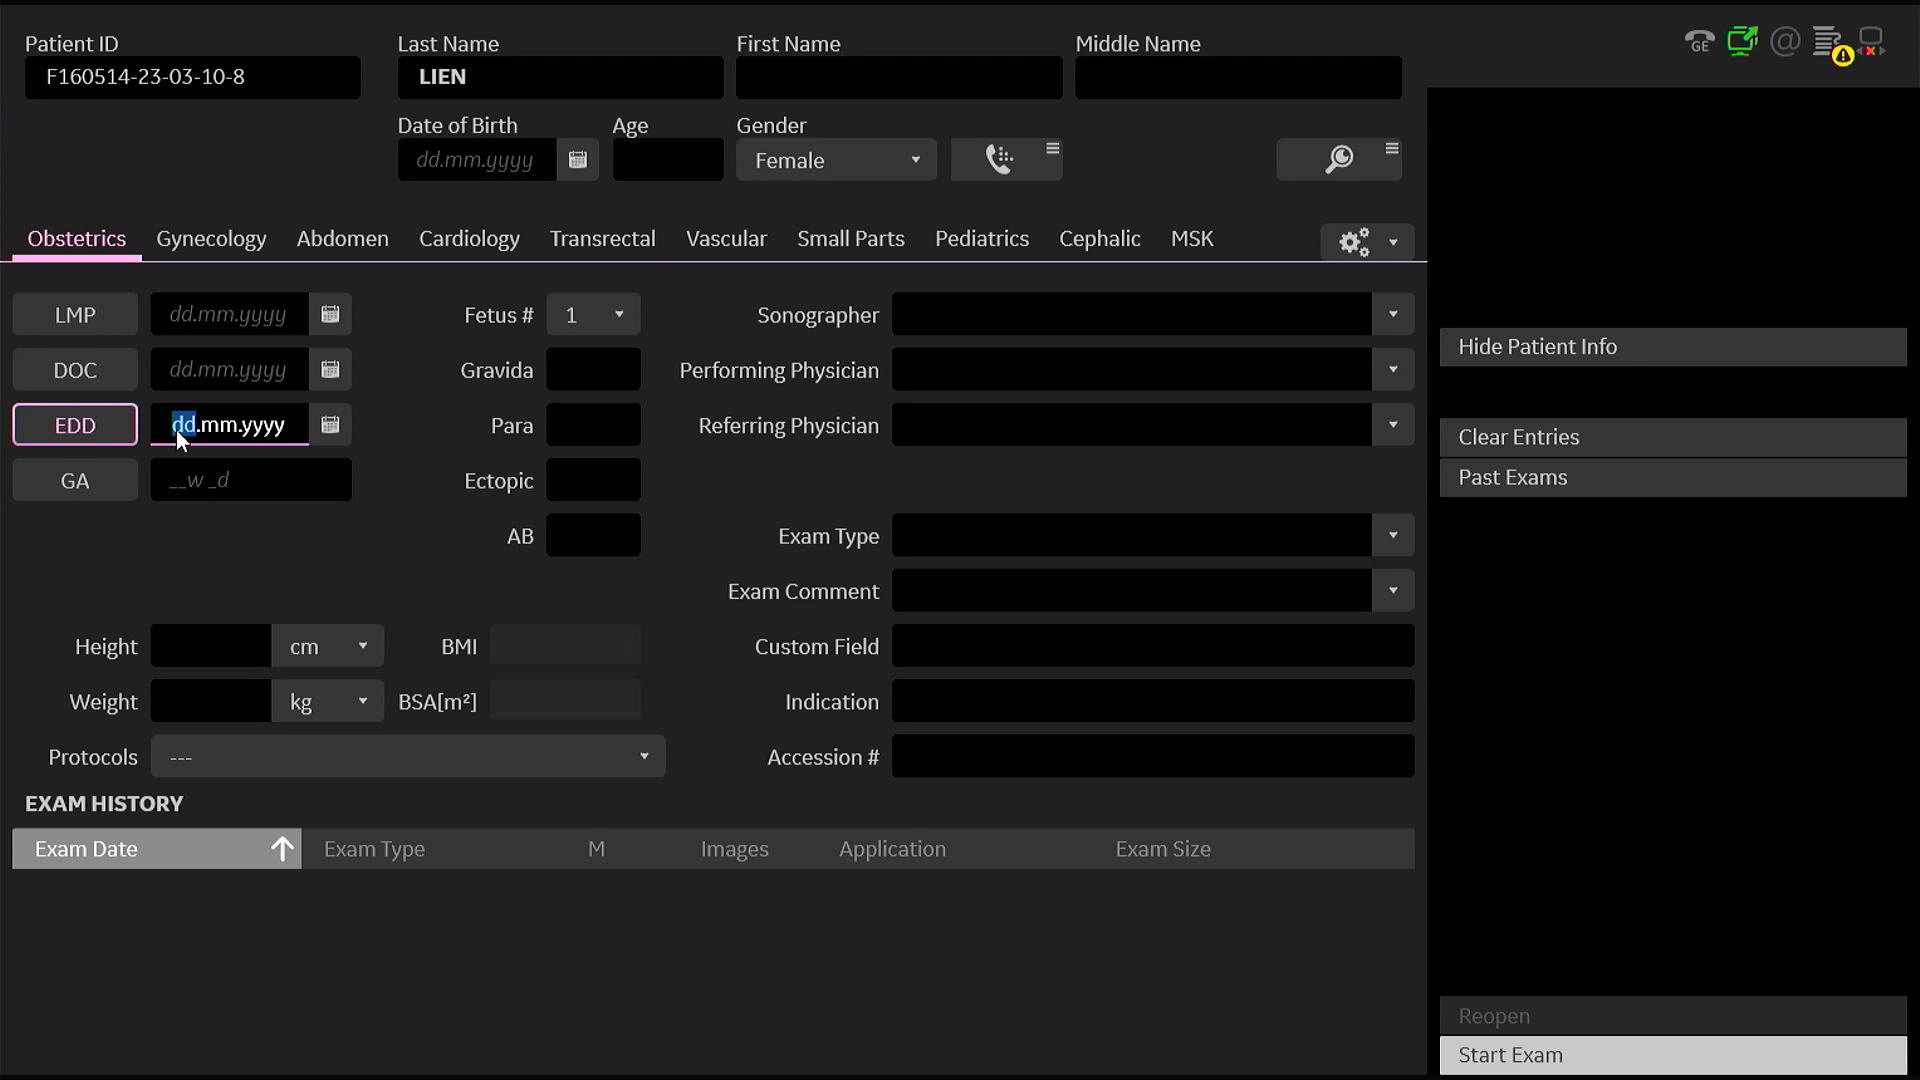 Patient ID
Last Name
First Name
Middle Name
GE
F160514-23-03-10-8
LIEN
Date of Birth
Age
Gender
dd.mm.yyyy
Female
Obstetrics
Gynecology
Abdomen
Cardiology
Transrectal
Vascular
Small Parts
Pediatrics
Cephalic
MSK
LMP
dd.mm.yyyy
Fetus #
1
Sonographer
DOC
dd.mm.yyyy
Gravida
Performing Physician
EDD
dd.mm.yyyy
Para
Referring Physician
GA
__w _d
Ectopic
AB
Exam Type
Exam Comment
Height
cm
BMI
Custom Field
Weight
kg
BSA[m²]
Indication
Protocols
---
Accession #
EXAM HISTORY
Exam Date
Exam Type
M
Images
Application
Exam Size
Hide Patient Info
Clear Entries
Past Exams
Reopen
Start Exam